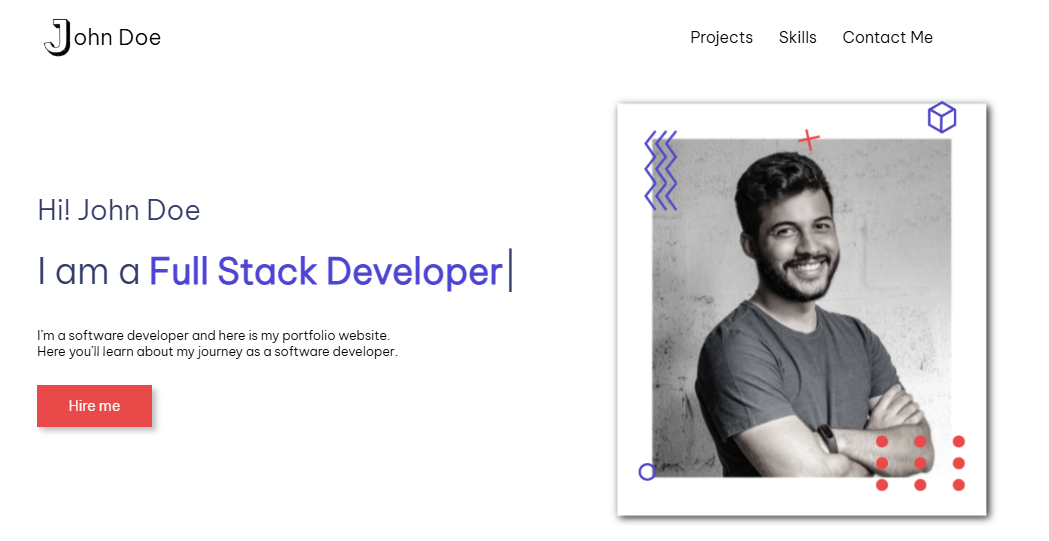 John Doe
Projects Skills Contact Me
Hi! John Doe
I am a Full Stack Developer|
I'm a software developer and here is my portfolio website.
Here you'll learn about my journey as a software developer.
Hire me